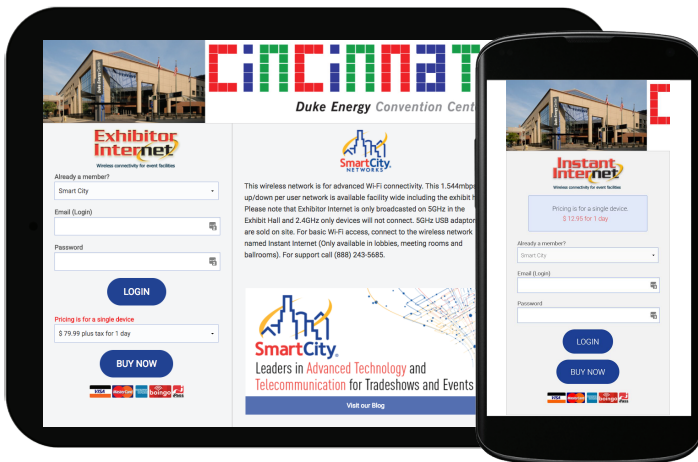 CINCINNAT
Duke Energy Convention Cent
Exhibitor
Internet
Wireless connectivity for event facilities
Already a member?
Smart City
Email (Login)
Password
LOGIN
Pricing is for a single device
$ 79.99 plus tax for 1 day
BUY NOW
VISA MasterCard boingo
SmartCity.
NETWORKS
This wireless network is for advanced Wi-Fi connectivity. This 1.544mbps
up/down per user network is available facility wide including the exhibit h
Please note that Exhibitor Internet is only broadcasted on 5GHz in the
Exhibit Hall and 2.4GHz only devices will not connect. 5GHz USB adaptor
are sold on site. For basic Wi-Fi access, connect to the wireless network
named Instant Internet (Only available in lobbies, meeting rooms and
ballrooms). For support call (888) 243-5685.
SmartCity.
Leaders in Advanced Technology and
Telecommunication for Tradeshows and Events
Visit our Blog
C
Instant
Internet
Wireless connectivity for event facilities
Pricing is for a single device.
$ 12.95 for 1 day
Already a member?
Smart City
Email (Login)
Password
LOGIN
BUY NOW
VISA MasterCard boingo